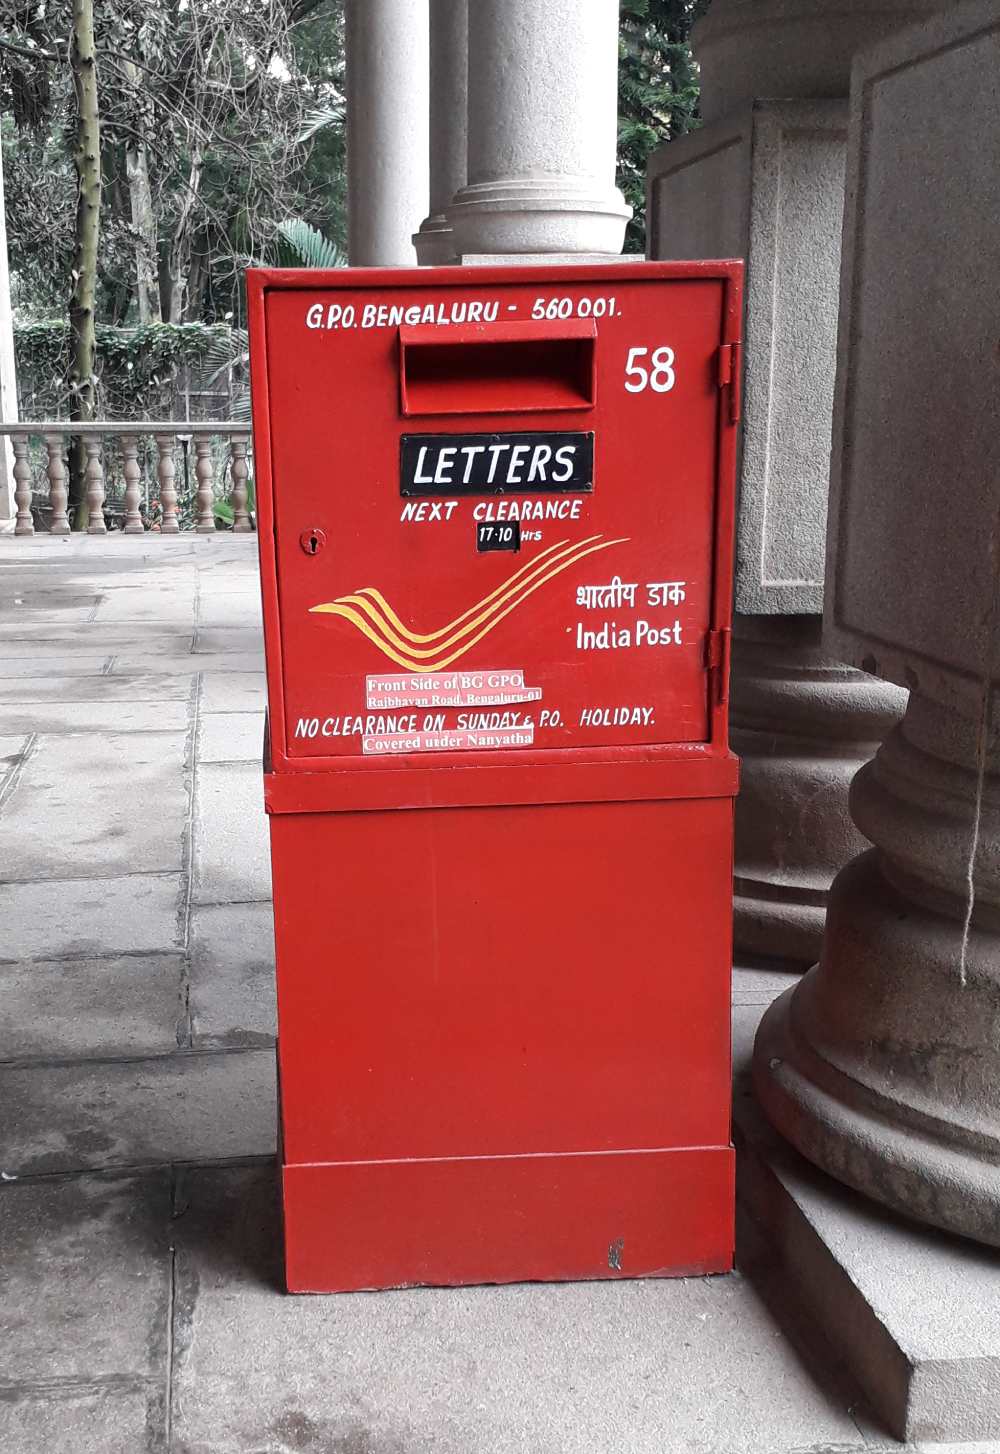 G.P.O. BENGALURU - 560 001.
58
LETTERS
NEXT CLEARANCE
17·10 Hrs
भारतीय डाक
India Post
Front Side of BG GPO
Rajbhavan Road, Bengaluru-01
NO CLEARANCE ON SUNDAY & P.O. HOLIDAY.
Covered under Nanyatha